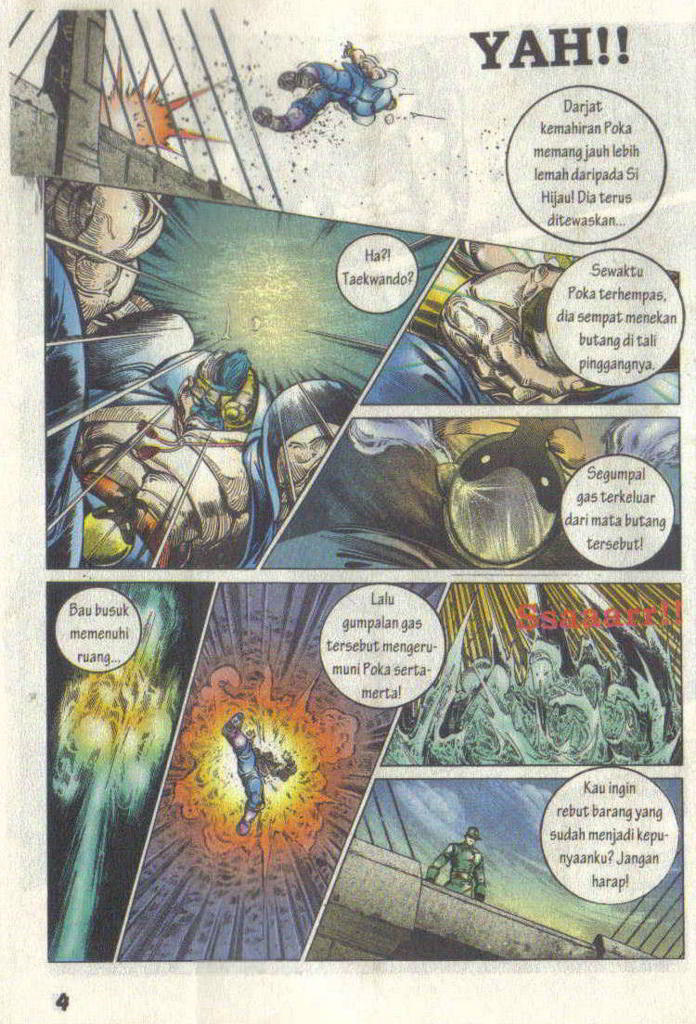 YAH!!
Darjat
kemahiran Poka
memang jauh lebih
lemah daripada Si
Hijau! Dia terus
ditewaskan...
Ha?!
Taekwando?
Sewaktu
Poka terhempas,
dia sempat menekan
butang di tali
pinggangnya.
Segumpal
gas terkeluar
dari mata butang
tersebut!
Bau busuk
memenuhi
ruang...
Lalu
gumpalan gas
tersebut mengeru-
muni Poka serta-
merta!
Ssaaarr!!
Kau ingin
rebut barang yang
sudah menjadi kepu-
nyaanku? Jangan
harap!
4